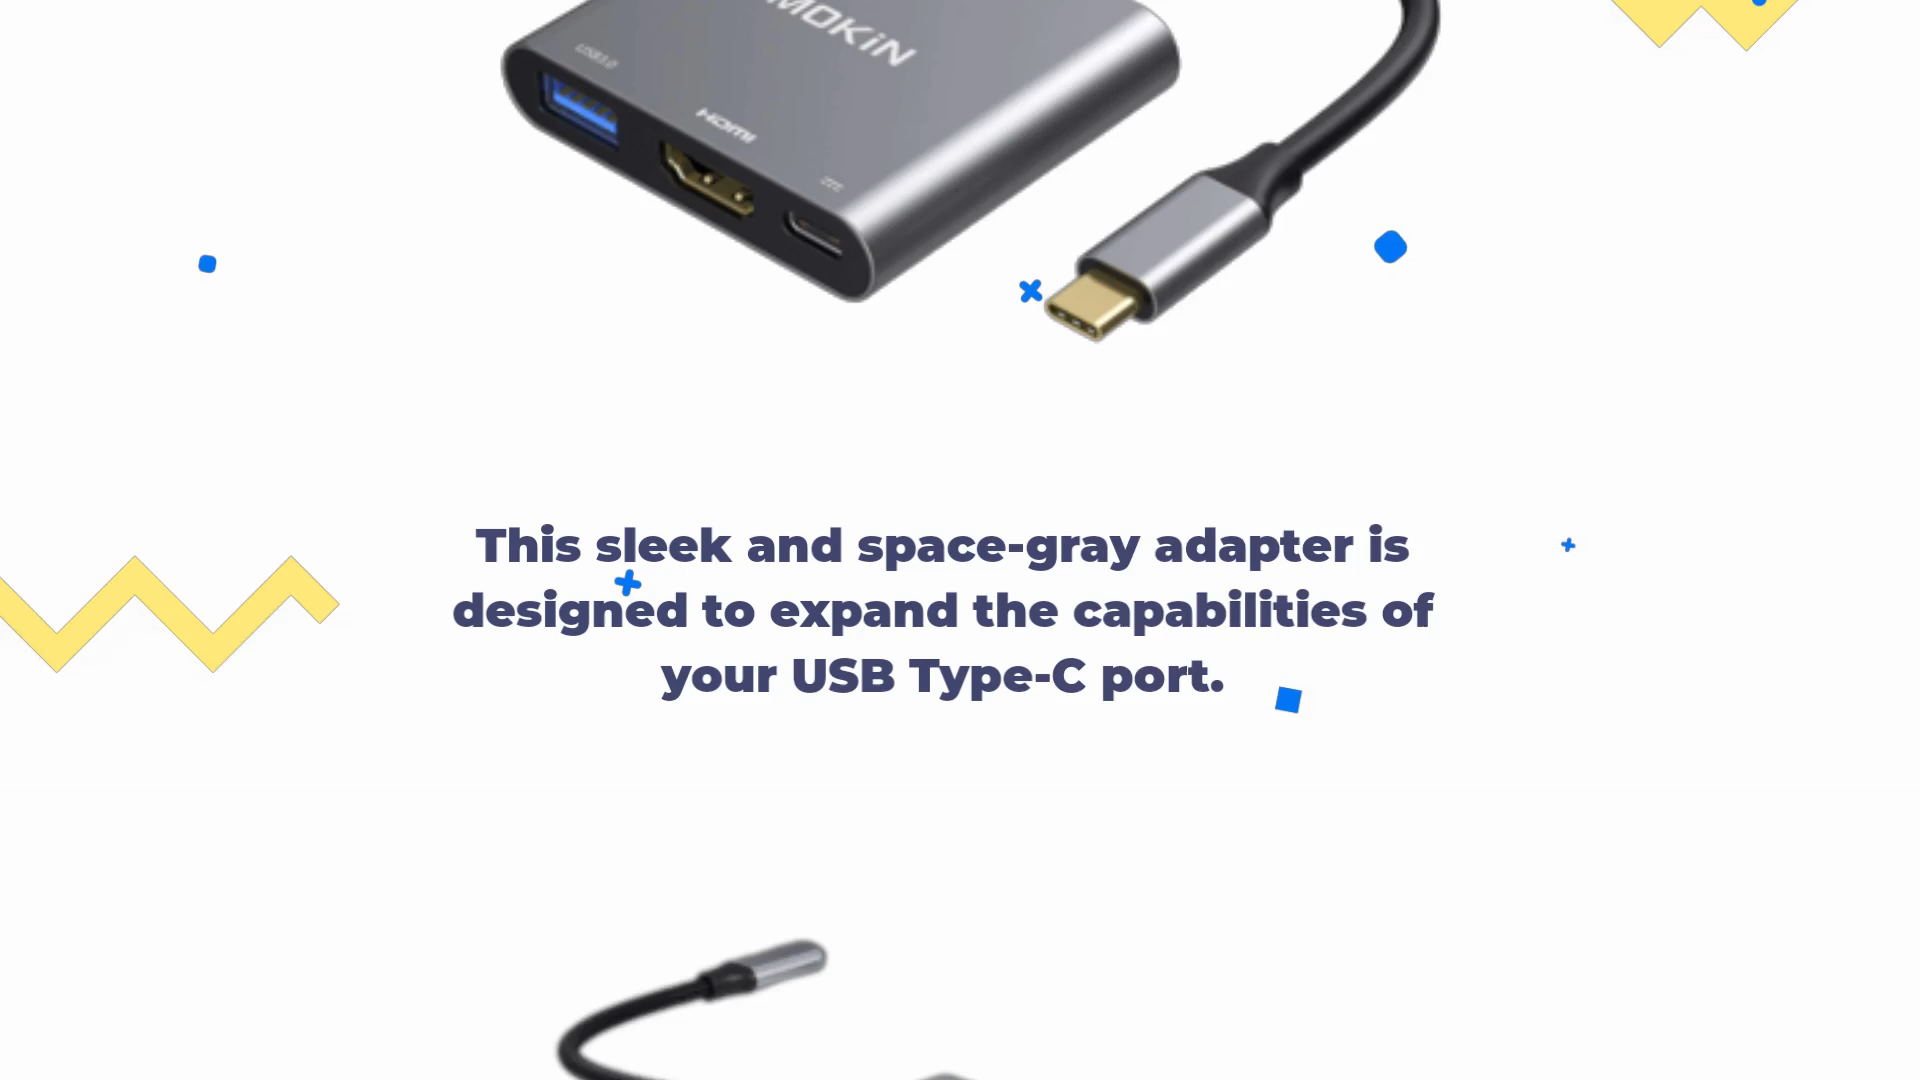 MOKiN
USB3.0
HDMI
This sleek and space-gray adapter is
designed to expand the capabilities of
your USB Type-C port.